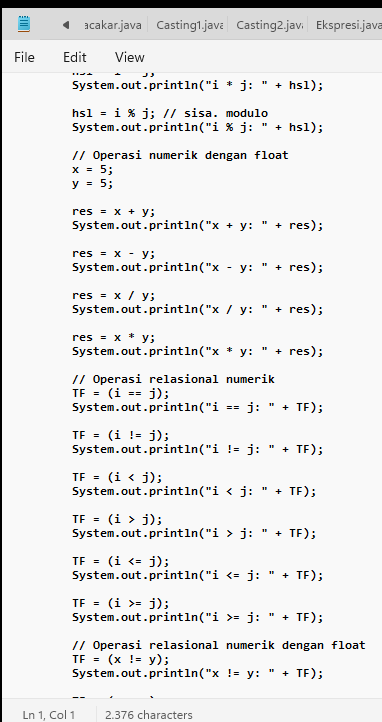 acakar.java Casting1.java Casting2.java Ekspresi.java
File Edit View
System.out.println("i * j: " + hsl);
hsl = i % j; // sisa. modulo
System.out.println("i % j: " + hsl);
// Operasi numerik dengan float
x = 5;
y = 5;
res = x + y;
System.out.println("x + y: " + res);
res = x - y;
System.out.println("x - y: " + res);
res = x / y;
System.out.println("x / y: " + res);
res = x * y;
System.out.println("x * y: " + res);
// Operasi relasional numerik
TF = (i == j);
System.out.println("i == j: " + TF);
TF = (i != j);
System.out.println("i != j: " + TF);
TF = (i < j);
System.out.println("i < j: " + TF);
TF = (i > j);
System.out.println("i > j: " + TF);
TF = (i <= j);
System.out.println("i <= j: " + TF);
TF = (i >= j);
System.out.println("i >= j: " + TF);
// Operasi relasional numerik dengan float
TF = (x != y);
System.out.println("x != y: " + TF);
Ln 1, Col 1 2.376 characters